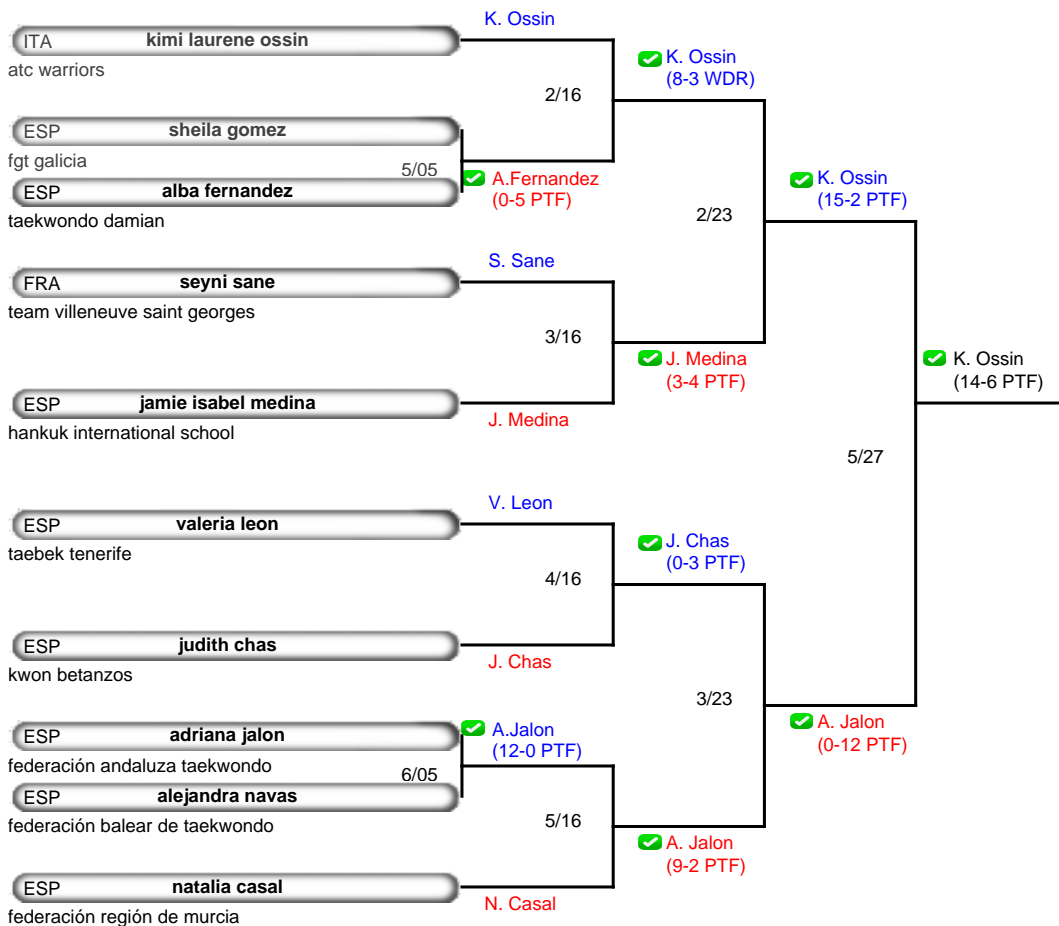 K. Ossin
ITA kimi laurene ossin
atc warriors
K. Ossin
(8-3 WDR)
2/16
ESP sheila gomez
fgt galicia
5/05
ESP alba fernandez
taekwondo damian
A.Fernandez
(0-5 PTF)
K. Ossin
(15-2 PTF)
2/23
S. Sane
FRA seyni sane
team villeneuve saint georges
3/16
J. Medina
(3-4 PTF)
ESP jamie isabel medina
hankuk international school
J. Medina
K. Ossin
(14-6 PTF)
5/27
V. Leon
ESP valeria leon
taebek tenerife
J. Chas
(0-3 PTF)
4/16
ESP judith chas
kwon betanzos
J. Chas
3/23
A. Jalon
(0-12 PTF)
ESP adriana jalon
federación andaluza taekwondo
A.Jalon
(12-0 PTF)
6/05
ESP alejandra navas
federación balear de taekwondo
5/16
A. Jalon
(9-2 PTF)
ESP natalia casal
federación región de murcia
N. Casal